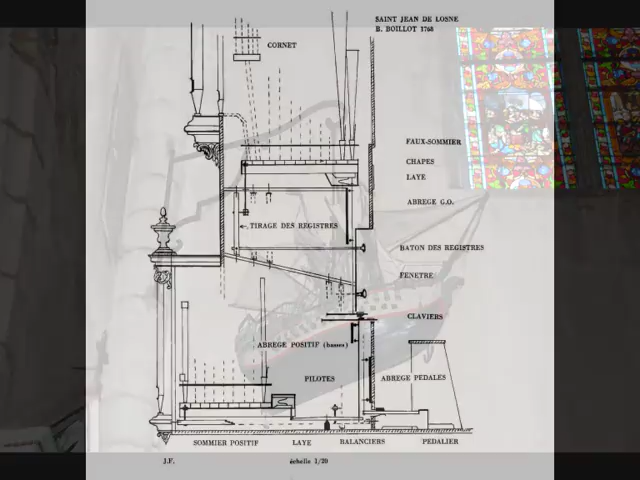 SAINT JEAN DE LOSNE
B. BOILLOT 1768
CORNET
FAUX-SOMMIER
CHAPES
LAYE
ABREGE G.O.
TIRAGE DES REGISTRES
BATON DES REGISTRES
FENETRE
CLAVIERS
ABREGE POSITIF (basses)
PILOTES
ABREGE PEDALES
SOMMIER POSITIF LAYE BALANCIERS PEDALIER
J.F. échelle 1/20